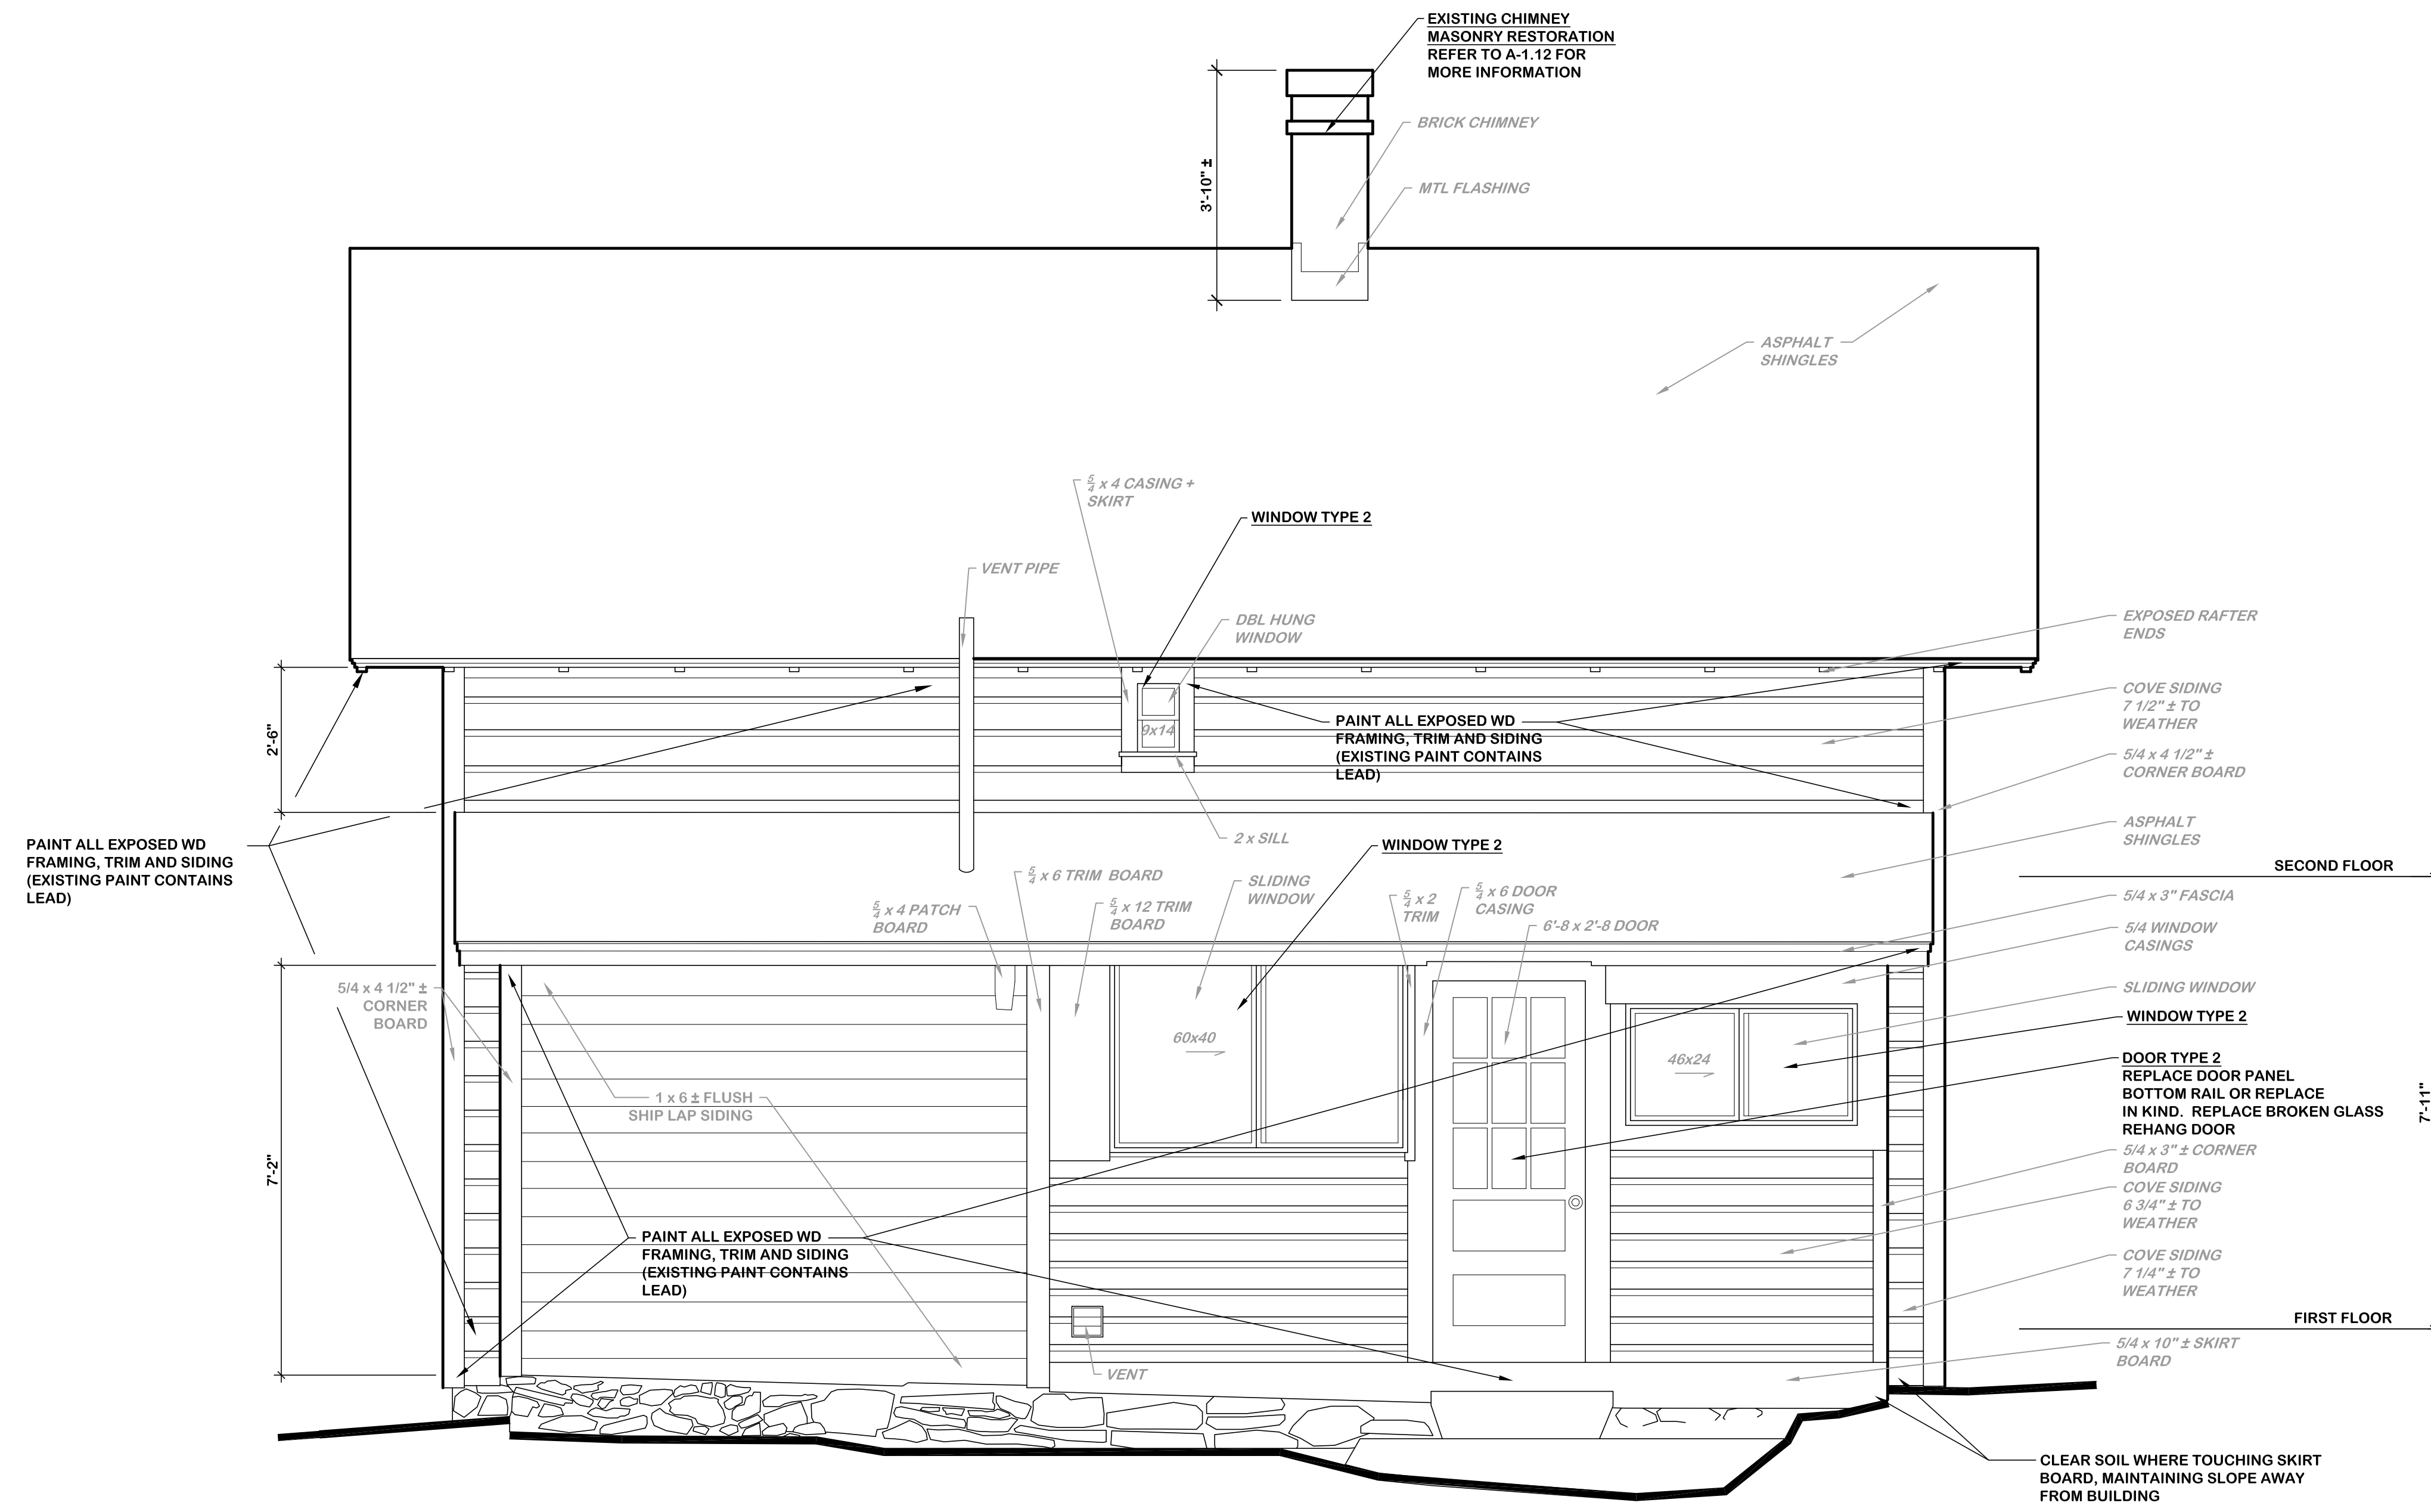 EXISTING CHIMNEY
MASONRY RESTORATION
REFER TO A-1.12 FOR
MORE INFORMATION
BRICK CHIMNEY
3'-10" ±
MTL FLASHING
ASPHALT
SHINGLES
5/4 x 4 CASING +
SKIRT
WINDOW TYPE 2
VENT PIPE
DBL HUNG
WINDOW
EXPOSED RAFTER
ENDS
COVE SIDING
7 1/2" ± TO
WEATHER
9x14
2'-6"
PAINT ALL EXPOSED WD
FRAMING, TRIM AND SIDING
(EXISTING PAINT CONTAINS
LEAD)
5/4 x 4 1/2" ±
CORNER BOARD
2 x SILL
ASPHALT
SHINGLES
PAINT ALL EXPOSED WD
FRAMING, TRIM AND SIDING
(EXISTING PAINT CONTAINS
LEAD)
WINDOW TYPE 2
SECOND FLOOR
5/4 x 6 TRIM BOARD
SLIDING
WINDOW
5/4 x 4 PATCH
BOARD
5/4 x 12 TRIM
BOARD
5/4 x 2
TRIM
5/4 x 6 DOOR
CASING
6'-8 x 2'-8 DOOR
5/4 x 3" FASCIA
5/4 WINDOW
CASINGS
5/4 x 4 1/2" ±
CORNER
BOARD
SLIDING WINDOW
WINDOW TYPE 2
60x40
46x24
DOOR TYPE 2
REPLACE DOOR PANEL
BOTTOM RAIL OR REPLACE
IN KIND. REPLACE BROKEN GLASS
REHANG DOOR
7'-11"
1 x 6 ± FLUSH
SHIP LAP SIDING
5/4 x 3" ± CORNER
BOARD
7'-2"
COVE SIDING
6 3/4" ± TO
WEATHER
PAINT ALL EXPOSED WD
FRAMING, TRIM AND SIDING
(EXISTING PAINT CONTAINS
LEAD)
COVE SIDING
7 1/4" ± TO
WEATHER
FIRST FLOOR
5/4 x 10" ± SKIRT
BOARD
VENT
CLEAR SOIL WHERE TOUCHING SKIRT
BOARD, MAINTAINING SLOPE AWAY
FROM BUILDING